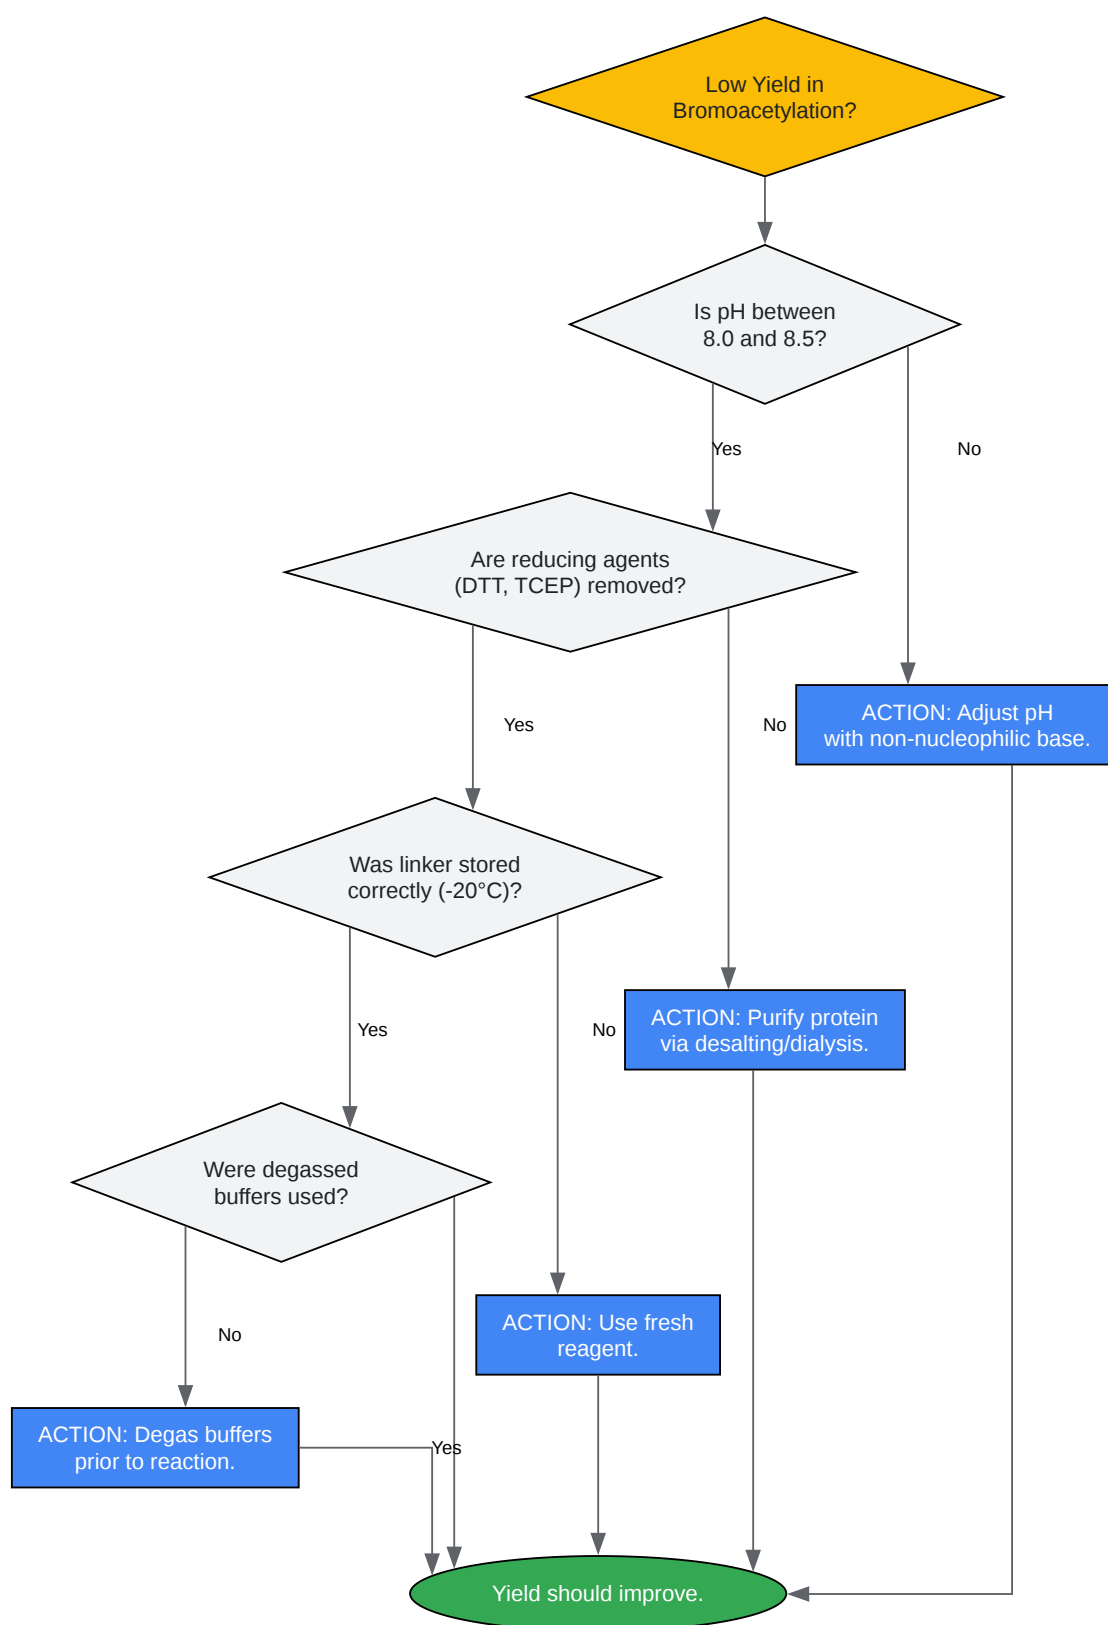 Low Yield in
Bromoacetylation?
Is pH between
8.0 and 8.5?
Yes
No
Are reducing agents
(DTT, TCEP) removed?
Yes
No
ACTION: Adjust pH
with non-nucleophilic base.
Was linker stored
correctly (-20°C)?
Yes
No
ACTION: Purify protein
via desalting/dialysis.
Were degassed
buffers used?
No
ACTION: Use fresh
reagent.
ACTION: Degas buffers
prior to reaction.
Yes
Yield should improve.